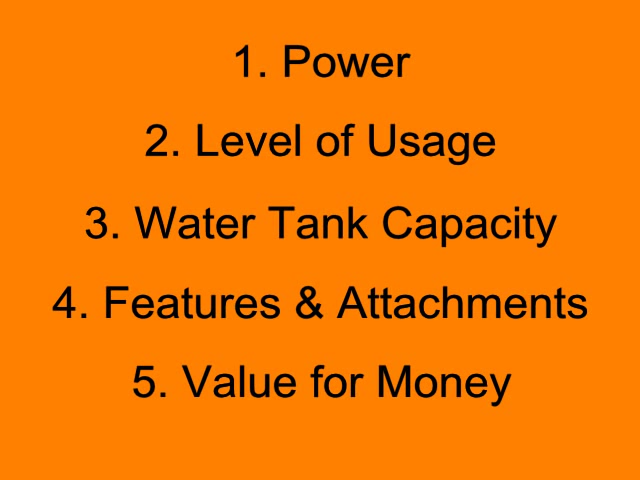 1. Power
2. Level of Usage
3. Water Tank Capacity
4. Features & Attachments
5. Value for Money